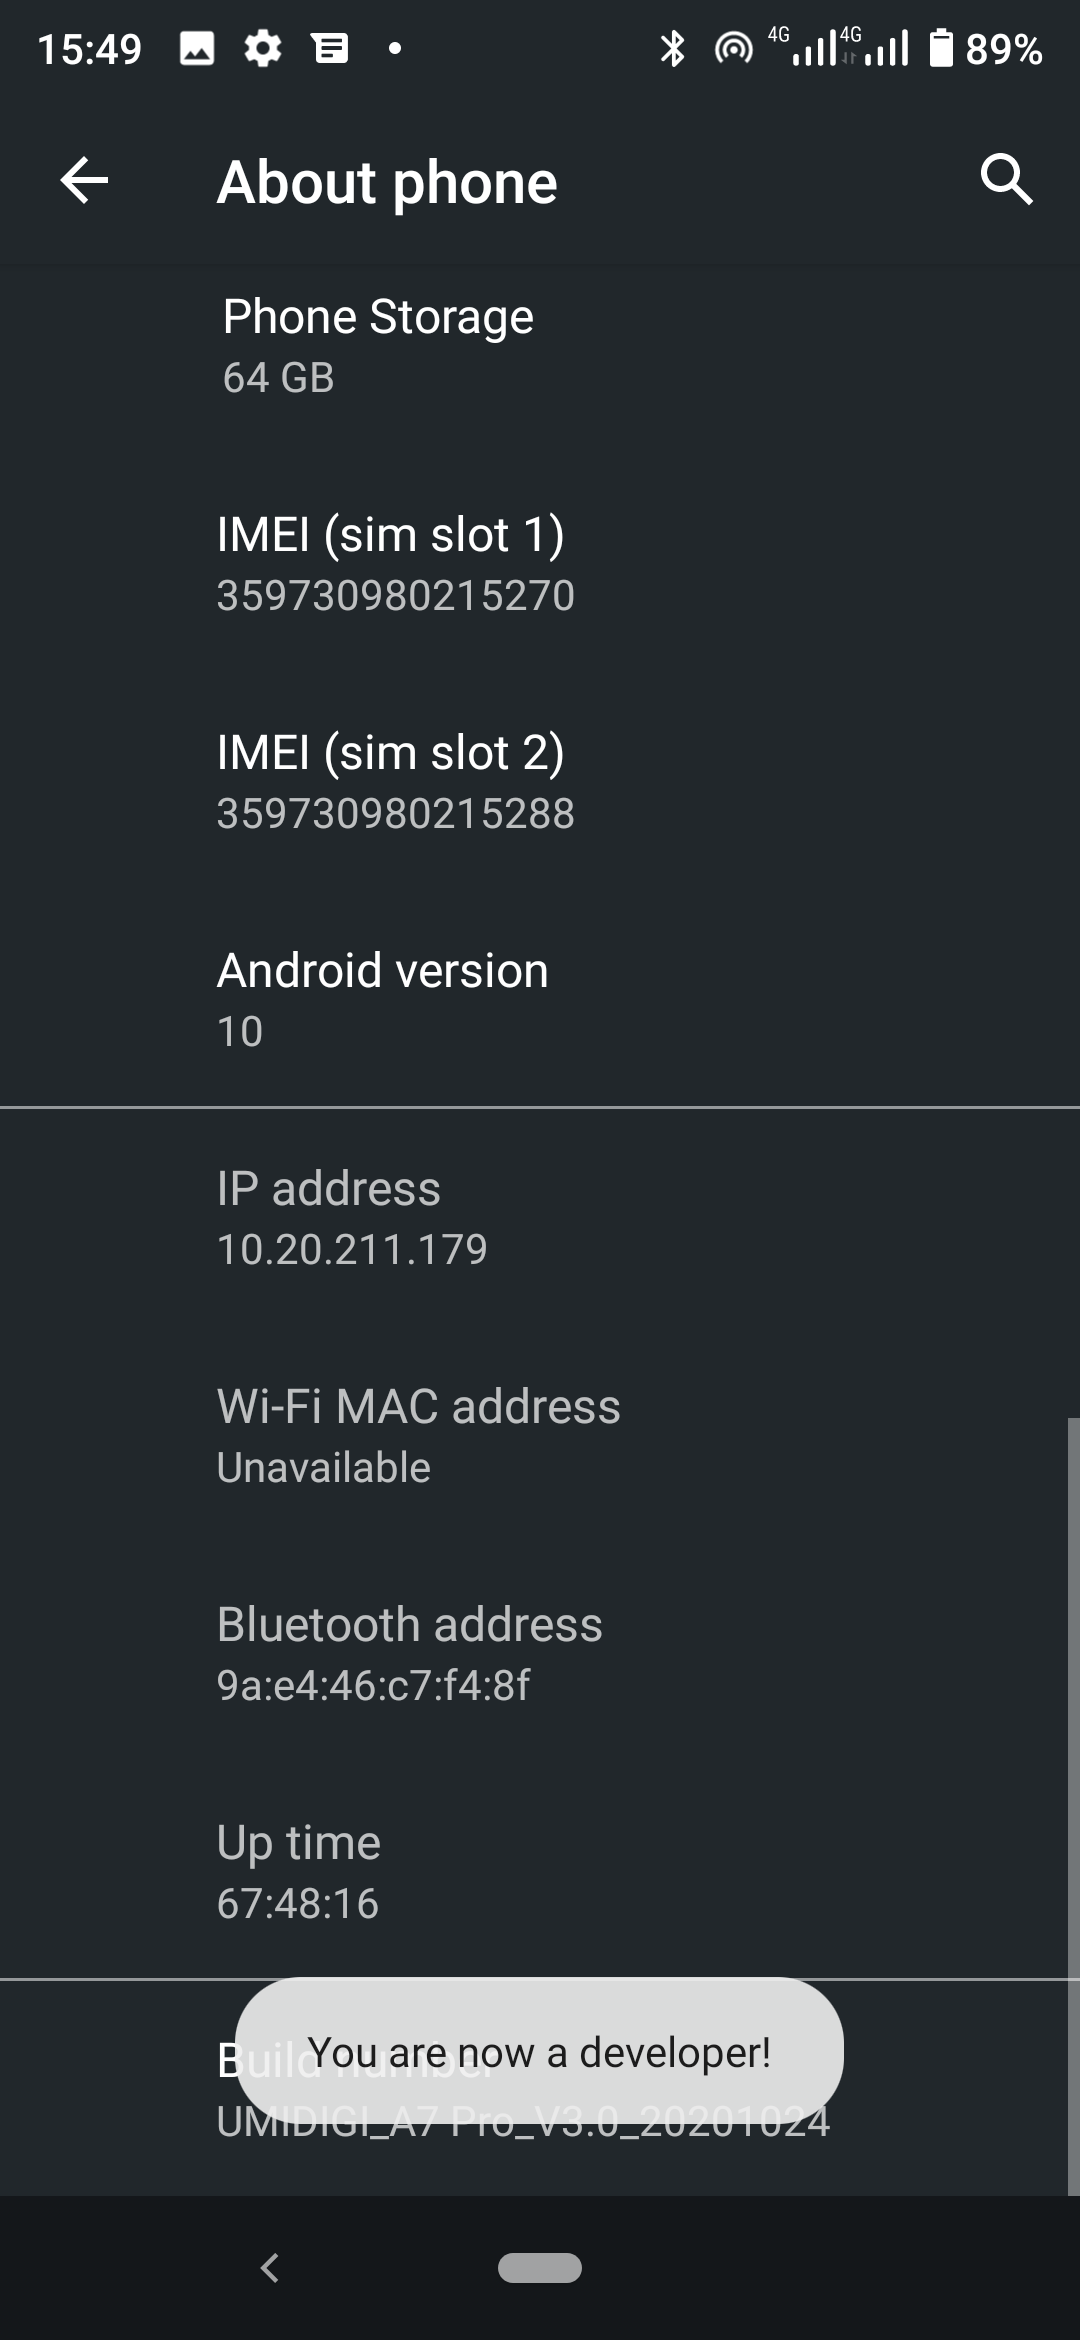 15:49
4G
4G
89%
About phone
Phone Storage
64 GB
IMEI (sim slot 1)
359730980215270
IMEI (sim slot 2)
359730980215288
Android version
10
IP address
10.20.211.179
Wi-Fi MAC address
Unavailable
Bluetooth address
9a:e4:46:c7:f4:8f
Up time
67:48:16
Build number
You are now a developer!
UMIDIGI_A7 Pro_V3.0_20201024